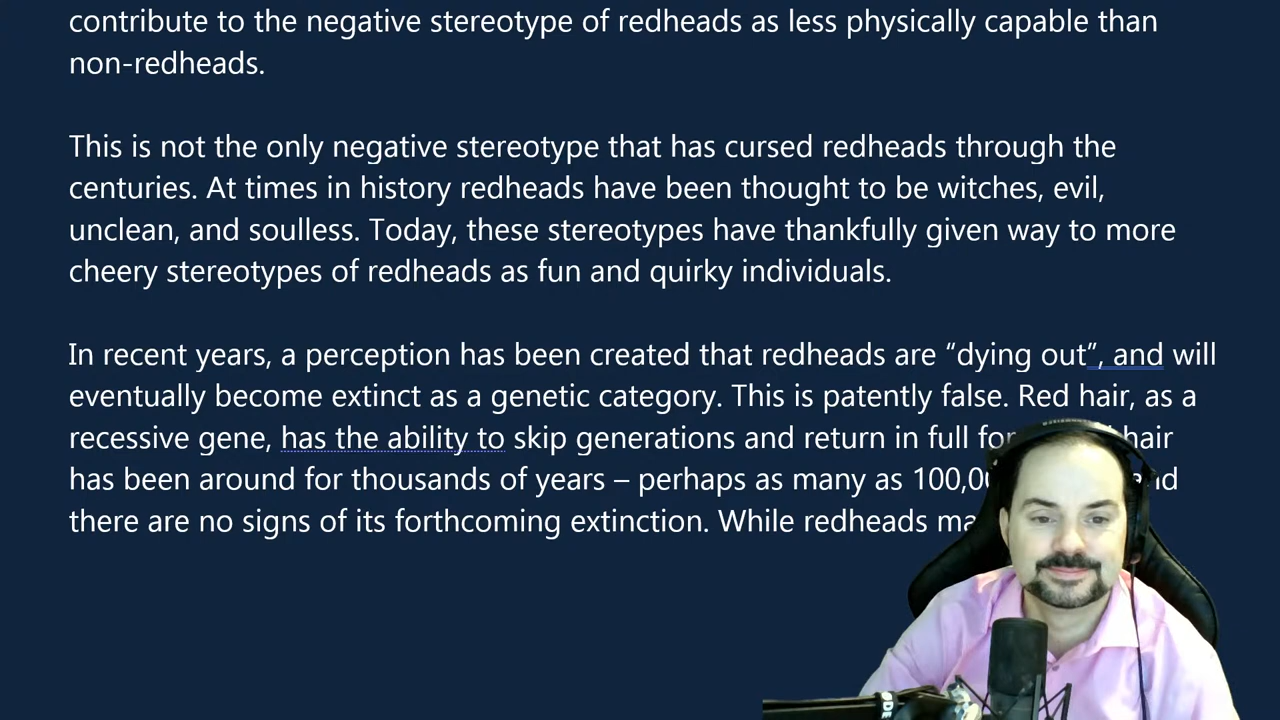 contribute to the negative stereotype of redheads as less physically capable than
non-redheads.
This is not the only negative stereotype that has cursed redheads through the
centuries. At times in history redheads have been thought to be witches, evil,
unclean, and soulless. Today, these stereotypes have thankfully given way to more
cheery stereotypes of redheads as fun and quirky individuals.
In recent years, a perception has been created that redheads are “dying out”, and will
eventually become extinct as a genetic category. This is patently false. Red hair, as a
recessive gene, has the ability to skip generations and return in full hair
has been around for thousands of years – perhaps as many as
there are no signs of its forthcoming extinction. While redheads